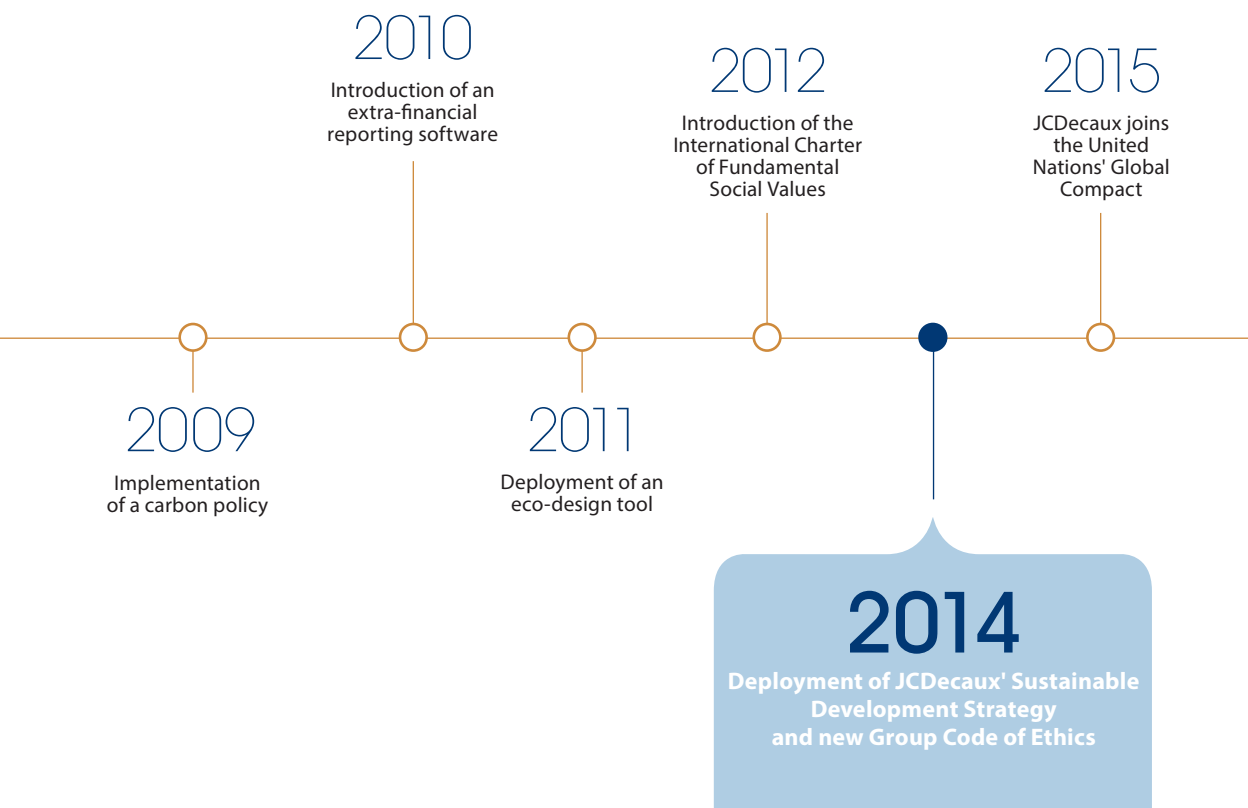 2010
Introduction of an
extra-financial
reporting software
2012
Introduction of the
International Charter
of Fundamental
Social Values
2015
JCDecaux joins
the United
Nations' Global
Compact
2009
Implementation
of a carbon policy
2011
Deployment of an
eco-design tool
2014
Deployment of JCDecaux' Sustainable
Development Strategy
and new Group Code of Ethics